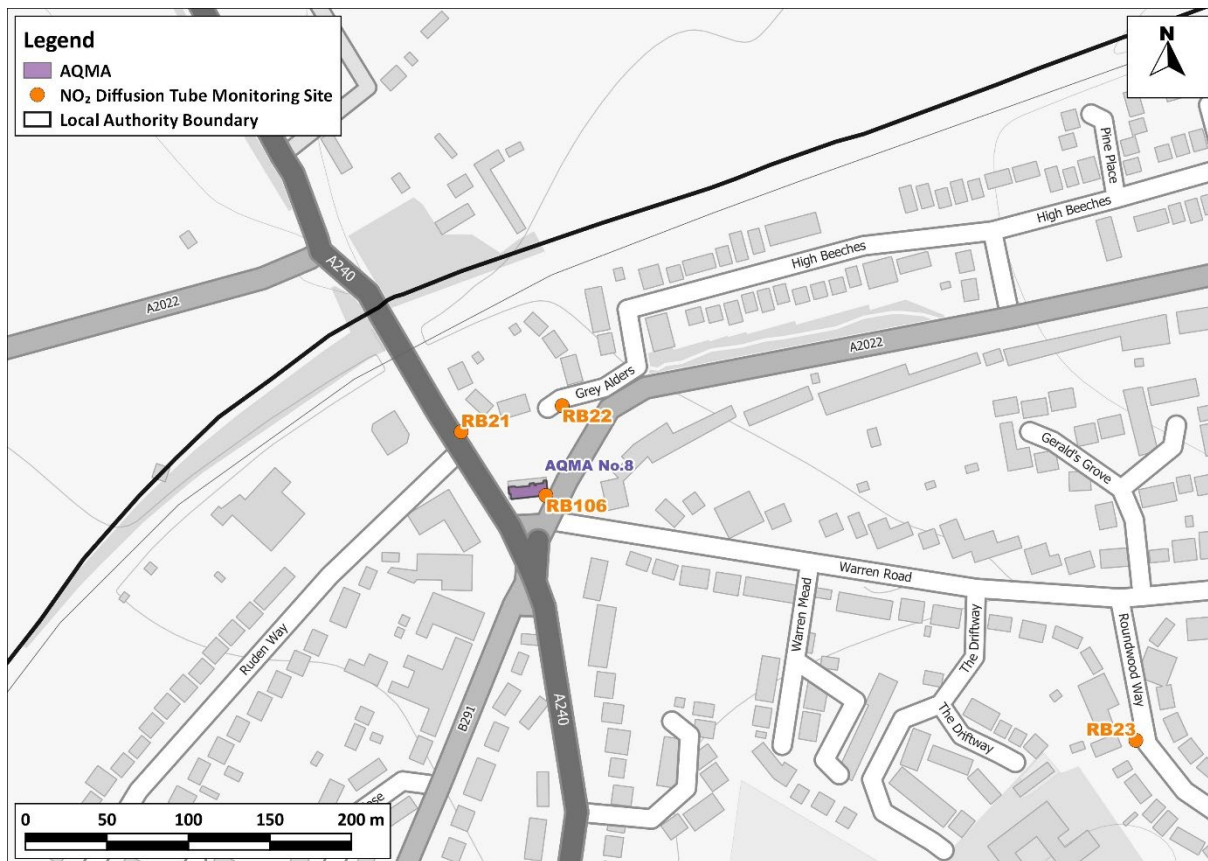 Legend
AQMA
NO₂ Diffusion Tube Monitoring Site
Local Authority Boundary
N
Pine Place
High Beeches
High Beeches
A240
A2022
A2022
Grey Alders
RB22
RB21
Gerald's Grove
AQMA No.8
RB106
Warren Road
Ruden Way
Warren Mead
The Driftway
Roundwood Way
B291
A240
The Driftway
RB23
0 50 100 150 200 m